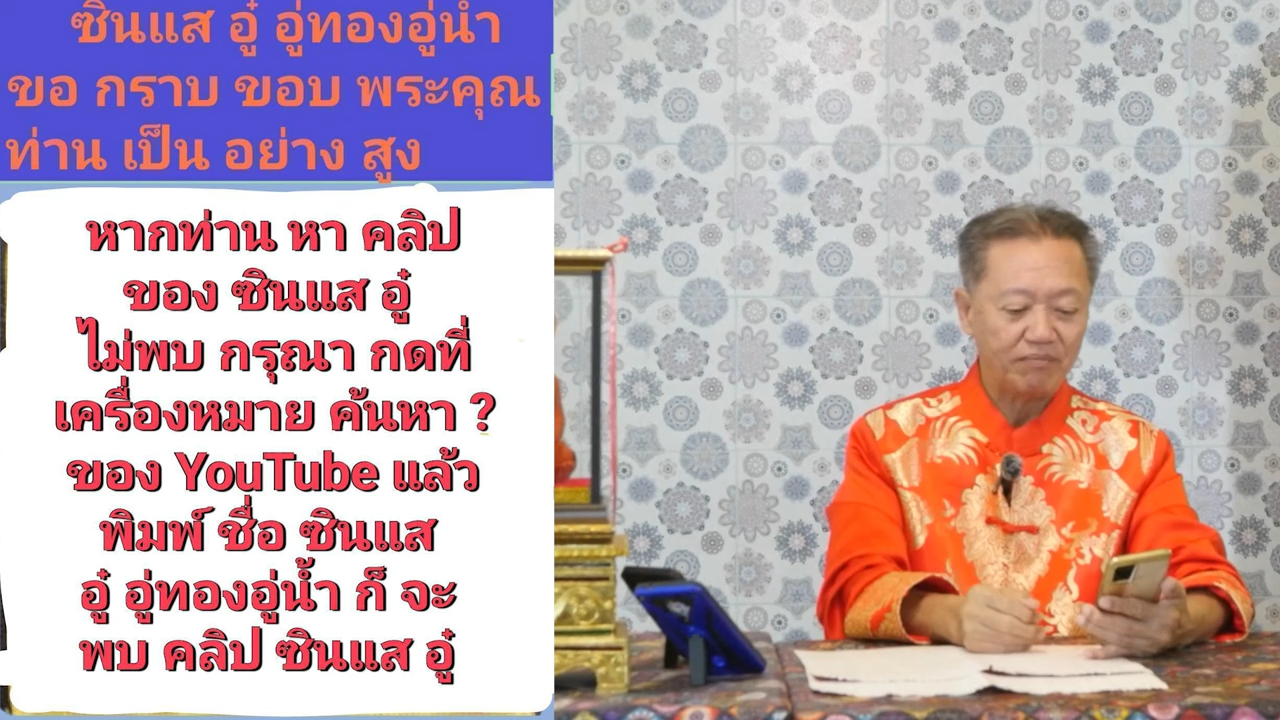 ซินแส อู๋ อู่ทองอู่น้ำ
ขอ กราบ ขอบ พระคุณ
ท่าน เป็น อย่าง สูง
หากท่าน หา คลิป
ของ ซินแส อู๋
ไม่พบ กรุณา กดที่
เครื่องหมาย ค้นหา ?
ของ YouTube แล้ว
พิมพ์ ชื่อ ซินแส
อู๋ อู่ทองอู่น้ำ ก็ จะ
พบ คลิป ซินแส อู๋